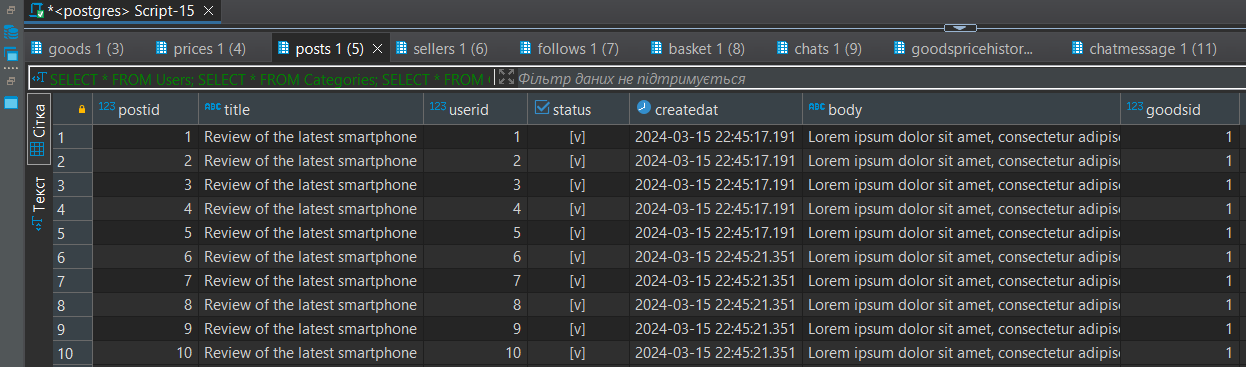 *<postgres> Script-15
goods 1 (3) prices 1 (4) posts 1 (5) sellers 1 (6) follows 1 (7) basket 1 (8) chats 1 (9) goodspricehistor... chatmessage 1 (11)
SELECT * FROM Users; SELECT * FROM Categories; SELECT * FROM Фільтр даних не підтримується
Сітка
Текст
123 postid ABC title 123 userid status createdat ABC body 123 goodsid
1 1 Review of the latest smartphone 1 [v] 2024-03-15 22:45:17.191 Lorem ipsum dolor sit amet, consectetur adipisc 1
2 2 Review of the latest smartphone 2 [v] 2024-03-15 22:45:17.191 Lorem ipsum dolor sit amet, consectetur adipisc 1
3 3 Review of the latest smartphone 3 [v] 2024-03-15 22:45:17.191 Lorem ipsum dolor sit amet, consectetur adipisc 1
4 4 Review of the latest smartphone 4 [v] 2024-03-15 22:45:17.191 Lorem ipsum dolor sit amet, consectetur adipisc 1
5 5 Review of the latest smartphone 5 [v] 2024-03-15 22:45:17.191 Lorem ipsum dolor sit amet, consectetur adipisc 1
6 6 Review of the latest smartphone 6 [v] 2024-03-15 22:45:21.351 Lorem ipsum dolor sit amet, consectetur adipisc 1
7 7 Review of the latest smartphone 7 [v] 2024-03-15 22:45:21.351 Lorem ipsum dolor sit amet, consectetur adipisc 1
8 8 Review of the latest smartphone 8 [v] 2024-03-15 22:45:21.351 Lorem ipsum dolor sit amet, consectetur adipisc 1
9 9 Review of the latest smartphone 9 [v] 2024-03-15 22:45:21.351 Lorem ipsum dolor sit amet, consectetur adipisc 1
10 10 Review of the latest smartphone 10 [v] 2024-03-15 22:45:21.351 Lorem ipsum dolor sit amet, consectetur adipisc 1